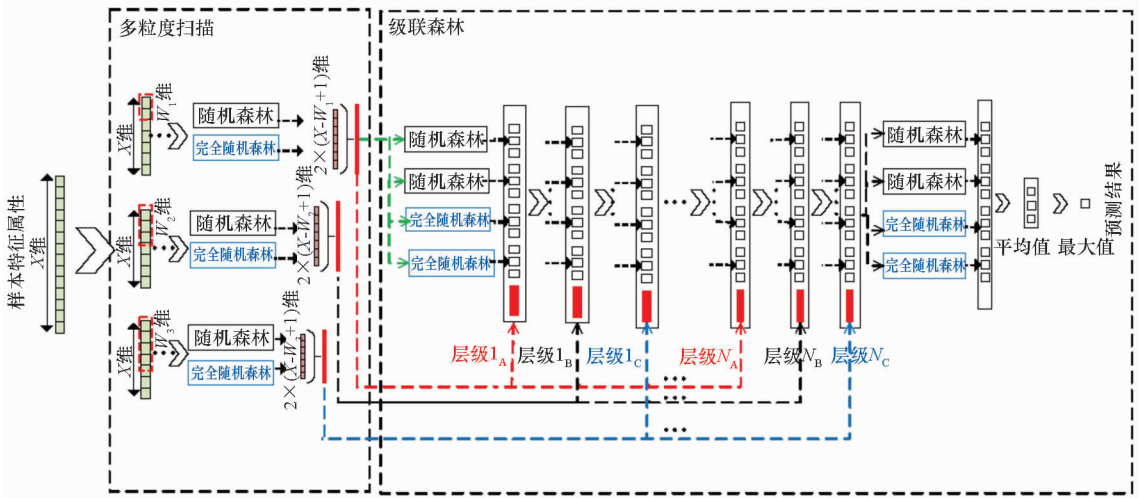 多粒度扫描
级联森林
样本特征属性
X维
X维
W₁维
随机森林
完全随机森林
2×(X-W₁+1)维
X维
W₂维
随机森林
完全随机森林
2×(X-W₂+1)维
X维
W₃维
随机森林
完全随机森林
2×(X-W₃+1)维
随机森林
随机森林
完全随机森林
完全随机森林
…
随机森林
随机森林
完全随机森林
完全随机森林
平均值
最大值
预测结果
层级1A
层级1B
层级1C
层级NA
层级NB
层级NC
…
…
…